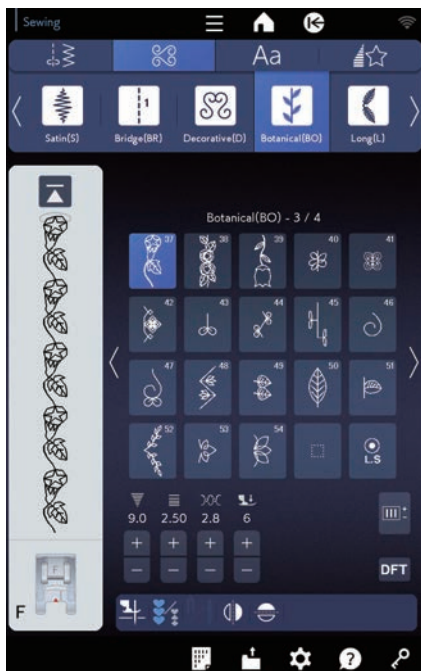 Sewing
Aa
Satin(S)
1
Bridge(BR)
Decorative(D)
Botanical(BO)
Long(L)
Botanical(BO) - 3 / 4
37 38 39 40 41
42 43 44 45 46
47 48 49 50 51
52 53 54 L.S
9.0 2.50 2.8 6
+ + + +
− − − −
DFT
F
?